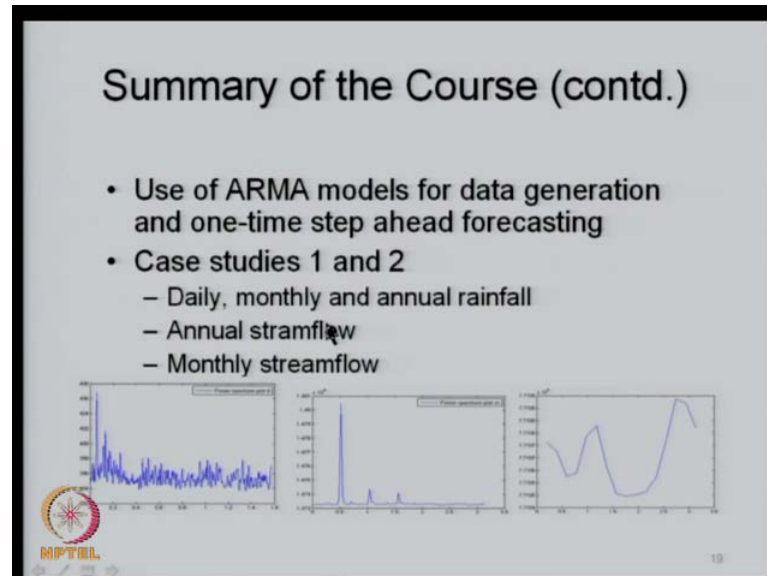 Summary of the Course (contd.)
• Use of ARMA models for data generation
and one-time step ahead forecasting
• Case studies 1 and 2
– Daily, monthly and annual rainfall
– Annual stramflow
– Monthly streamflow
NPTEL
19